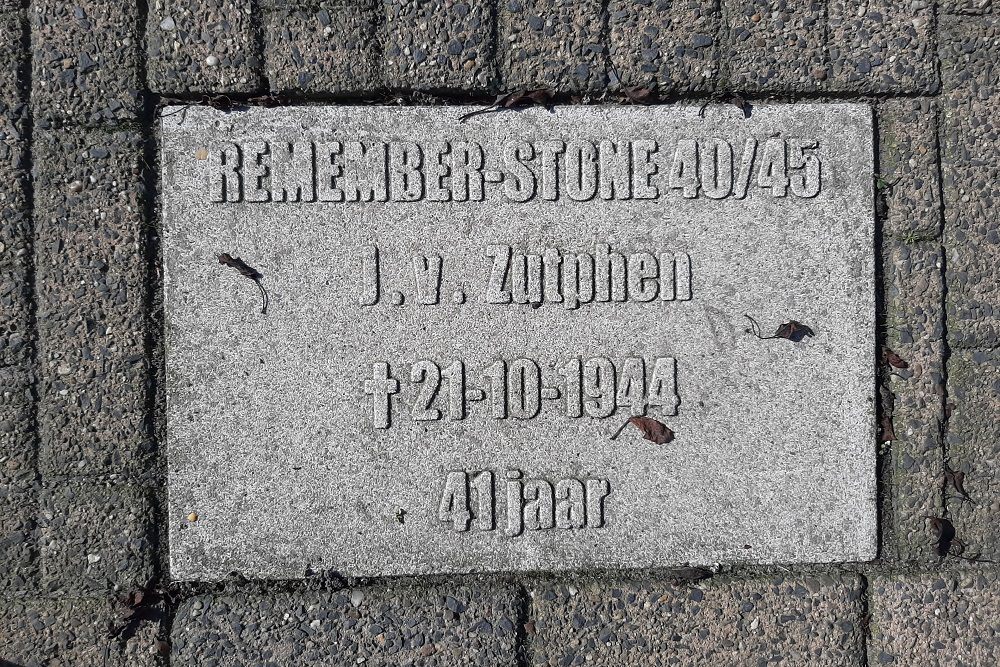 REMEMBER-STONE 40/45
J.v. Zutphen
† 21-10-1944
41 jaar